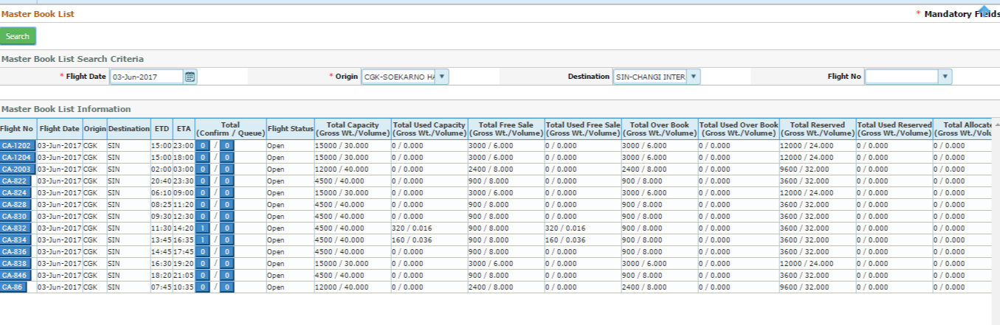 Master Book List * Mandatory Fields
Search
Master Book List Search Criteria
* Flight Date 03-Jun-2017 * Origin CGK-SOEKARNO HA Destination SIN-CHANGI INTER Flight No
Master Book List Information
Flight No Flight Date Origin Destination ETD ETA Total (Confirm / Queue) Flight Status Total Capacity (Gross Wt./Volume) Total Used Capacity (Gross Wt./Volume) Total Free Sale (Gross Wt./Volume) Total Used Free Sale (Gross Wt./Volume) Total Over Book (Gross Wt./Volume) Total Used Over Book (Gross Wt./Volume) Total Reserved (Gross Wt./Volume) Total Used Reserved (Gross Wt./Volume) Total Allocate (Gross Wt./Volu
CA-1202 03-Jun-2017 CGK SIN 15:00 23:00 0 / 0 Open 15000 / 30.000 0 / 0.000 3000 / 6.000 0 / 0.000 3000 / 6.000 0 / 0.000 12000 / 24.000 0 / 0.000 0 / 0.000
CA-1204 03-Jun-2017 CGK SIN 15:00 18:00 0 / 0 Open 15000 / 30.000 0 / 0.000 3000 / 6.000 0 / 0.000 3000 / 6.000 0 / 0.000 12000 / 24.000 0 / 0.000 0 / 0.000
CA-2003 03-Jun-2017 CGK SIN 02:00 03:00 0 / 0 Open 12000 / 40.000 0 / 0.000 2400 / 8.000 0 / 0.000 2400 / 8.000 0 / 0.000 9600 / 32.000 0 / 0.000 0 / 0.000
CA-822 03-Jun-2017 CGK SIN 20:40 23:30 0 / 0 Open 4500 / 40.000 0 / 0.000 900 / 8.000 0 / 0.000 900 / 8.000 0 / 0.000 3600 / 32.000 0 / 0.000 0 / 0.000
CA-824 03-Jun-2017 CGK SIN 06:10 09:00 0 / 0 Open 15000 / 30.000 0 / 0.000 3000 / 6.000 0 / 0.000 3000 / 6.000 0 / 0.000 12000 / 24.000 0 / 0.000 0 / 0.000
CA-828 03-Jun-2017 CGK SIN 08:25 11:20 0 / 0 Open 4500 / 40.000 0 / 0.000 900 / 8.000 0 / 0.000 900 / 8.000 0 / 0.000 3600 / 32.000 0 / 0.000 0 / 0.000
CA-830 03-Jun-2017 CGK SIN 09:30 12:30 0 / 0 Open 4500 / 40.000 0 / 0.000 900 / 8.000 0 / 0.000 900 / 8.000 0 / 0.000 3600 / 32.000 0 / 0.000 0 / 0.000
CA-832 03-Jun-2017 CGK SIN 11:30 14:20 1 / 0 Open 4500 / 40.000 320 / 0.016 900 / 8.000 320 / 0.016 900 / 8.000 0 / 0.000 3600 / 32.000 0 / 0.000 0 / 0.000
CA-834 03-Jun-2017 CGK SIN 13:45 16:35 1 / 0 Open 4500 / 40.000 160 / 0.036 900 / 8.000 160 / 0.036 900 / 8.000 0 / 0.000 3600 / 32.000 0 / 0.000 0 / 0.000
CA-836 03-Jun-2017 CGK SIN 14:45 17:45 0 / 0 Open 4500 / 40.000 0 / 0.000 900 / 8.000 0 / 0.000 900 / 8.000 0 / 0.000 3600 / 32.000 0 / 0.000 0 / 0.000
CA-838 03-Jun-2017 CGK SIN 16:30 19:20 0 / 0 Open 15000 / 30.000 0 / 0.000 3000 / 6.000 0 / 0.000 3000 / 6.000 0 / 0.000 12000 / 24.000 0 / 0.000 0 / 0.000
CA-846 03-Jun-2017 CGK SIN 18:20 21:05 0 / 0 Open 4500 / 40.000 0 / 0.000 900 / 8.000 0 / 0.000 900 / 8.000 0 / 0.000 3600 / 32.000 0 / 0.000 0 / 0.000
CA-86 03-Jun-2017 CGK SIN 07:45 10:35 0 / 0 Open 12000 / 40.000 0 / 0.000 2400 / 8.000 0 / 0.000 2400 / 8.000 0 / 0.000 9600 / 32.000 0 / 0.000 0 / 0.000